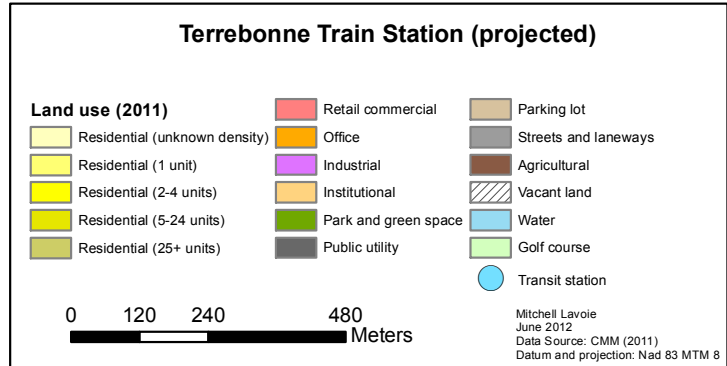 Terrebonne Train Station (projected)
Land use (2011)
Residential (unknown density)
Residential (1 unit)
Residential (2-4 units)
Residential (5-24 units)
Residential (25+ units)
Retail commercial
Office
Industrial
Institutional
Park and green space
Public utility
Parking lot
Streets and laneways
Agricultural
Vacant land
Water
Golf course
Transit station
0 120 240 480
Meters
Mitchell Lavoie
June 2012
Data Source: CMM (2011)
Datum and projection: Nad 83 MTM 8